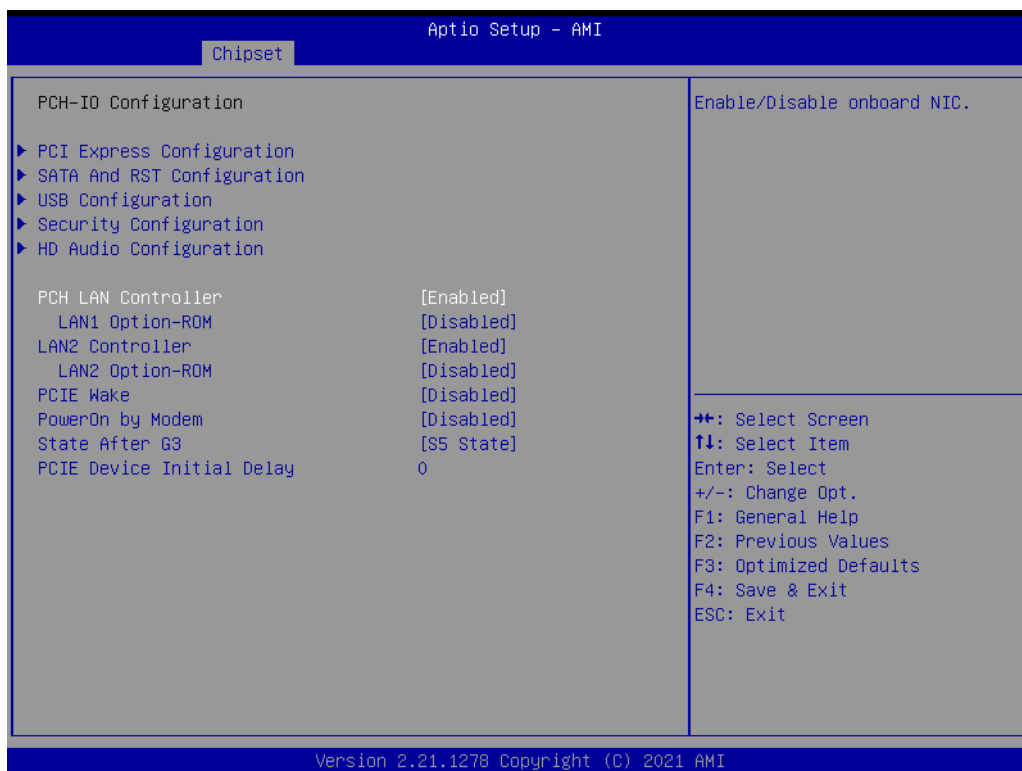 Aptio Setup – AMI
Chipset
PCH-IO Configuration
PCI Express Configuration
SATA And RST Configuration
USB Configuration
Security Configuration
HD Audio Configuration
PCH LAN Controller [Enabled]
LAN1 Option-ROM [Disabled]
LAN2 Controller [Enabled]
LAN2 Option-ROM [Disabled]
PCIE Wake [Disabled]
PowerOn by Modem [Disabled]
State After G3 [S5 State]
PCIE Device Initial Delay 0
Enable/Disable onboard NIC.
→←: Select Screen
↑↓: Select Item
Enter: Select
+/-: Change Opt.
F1: General Help
F2: Previous Values
F3: Optimized Defaults
F4: Save & Exit
ESC: Exit
Version 2.21.1278 Copyright (C) 2021 AMI